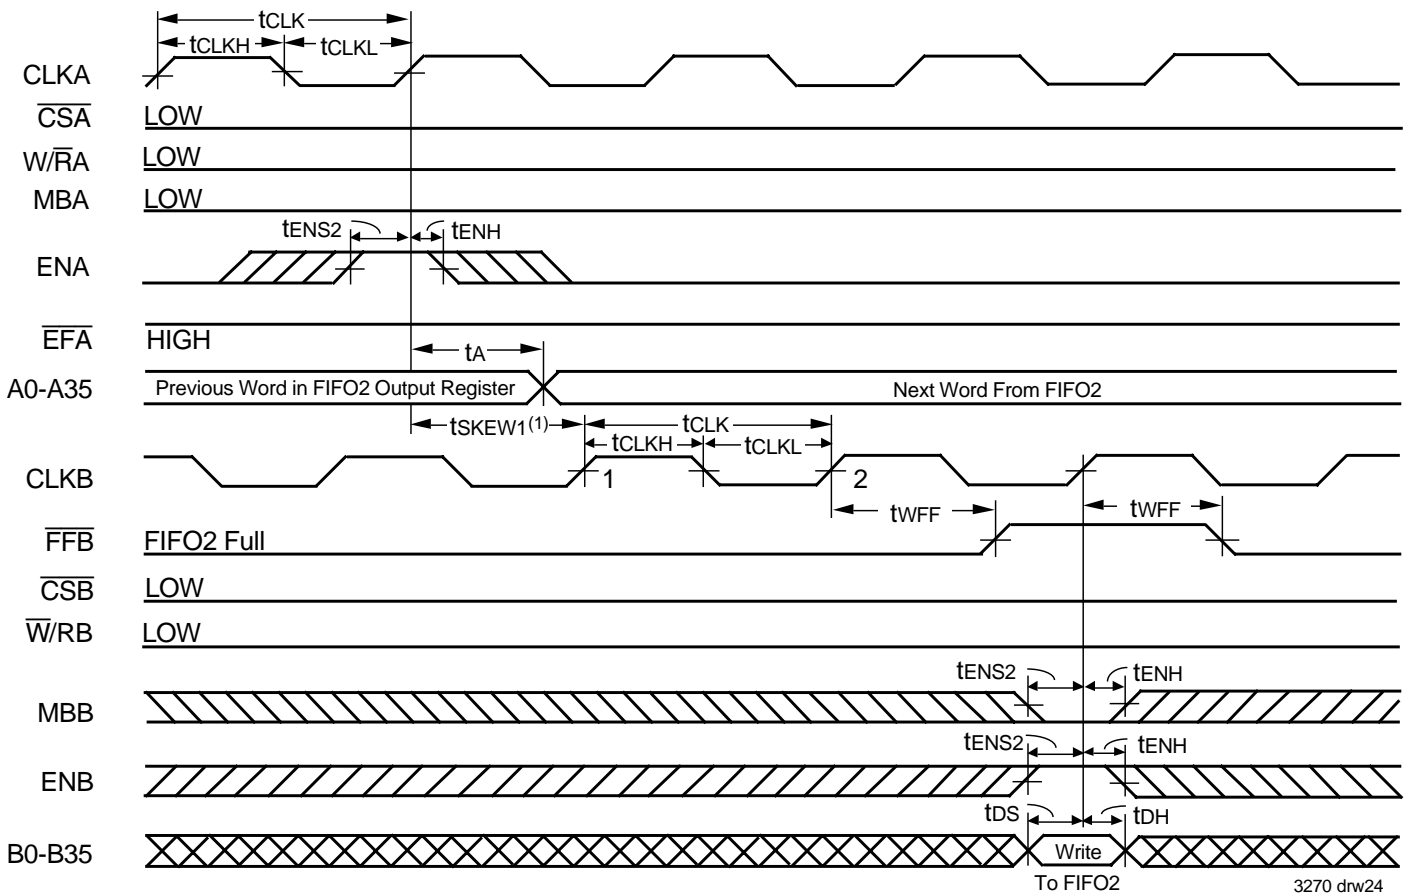 tCLK
tCLKH tCLKL
CLKA
CSA LOW
W/RA LOW
MBA LOW
tENS2 tENH
ENA
EFA HIGH
tA
A0-A35 Previous Word in FIFO2 Output Register Next Word From FIFO2
tSKEW1(1) tCLK
tCLKH tCLKL
CLKB 1 2
tWFF tWFF
FFB FIFO2 Full
CSB LOW
W/RB LOW
tENS2 tENH
MBB
tENS2 tENH
ENB
tDS tDH
B0-B35 Write
To FIFO2
3270 drw24